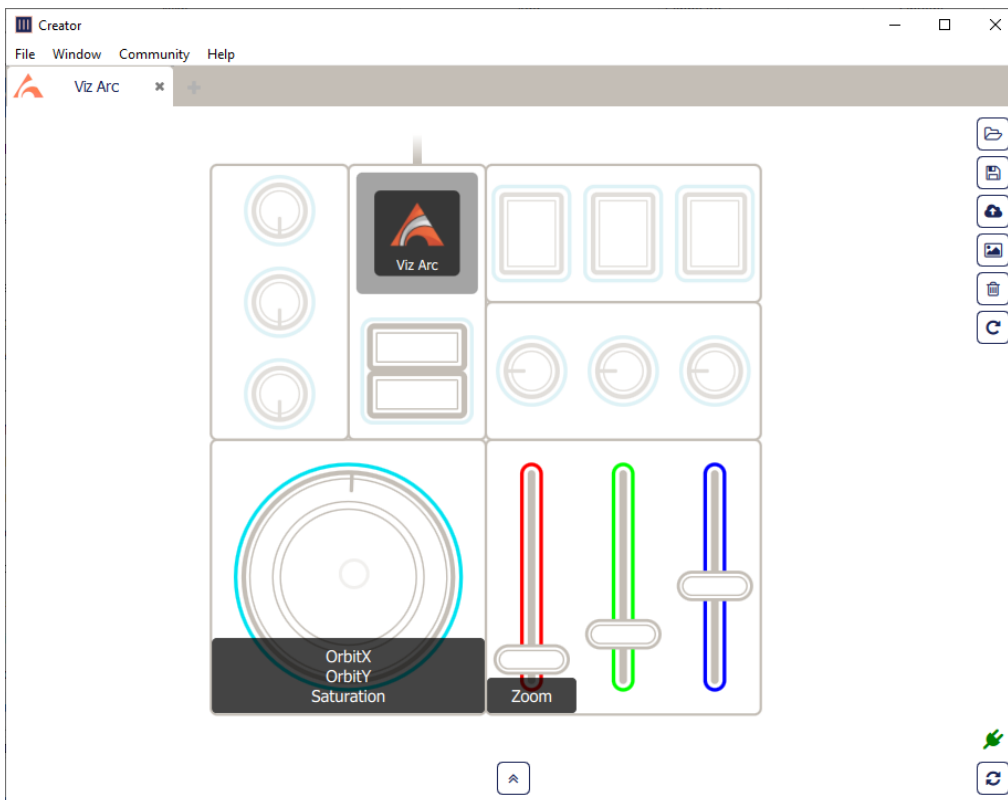 Creator
File Window Community Help
Viz Arc
Viz Arc
OrbitX
OrbitY
Saturation
Zoom